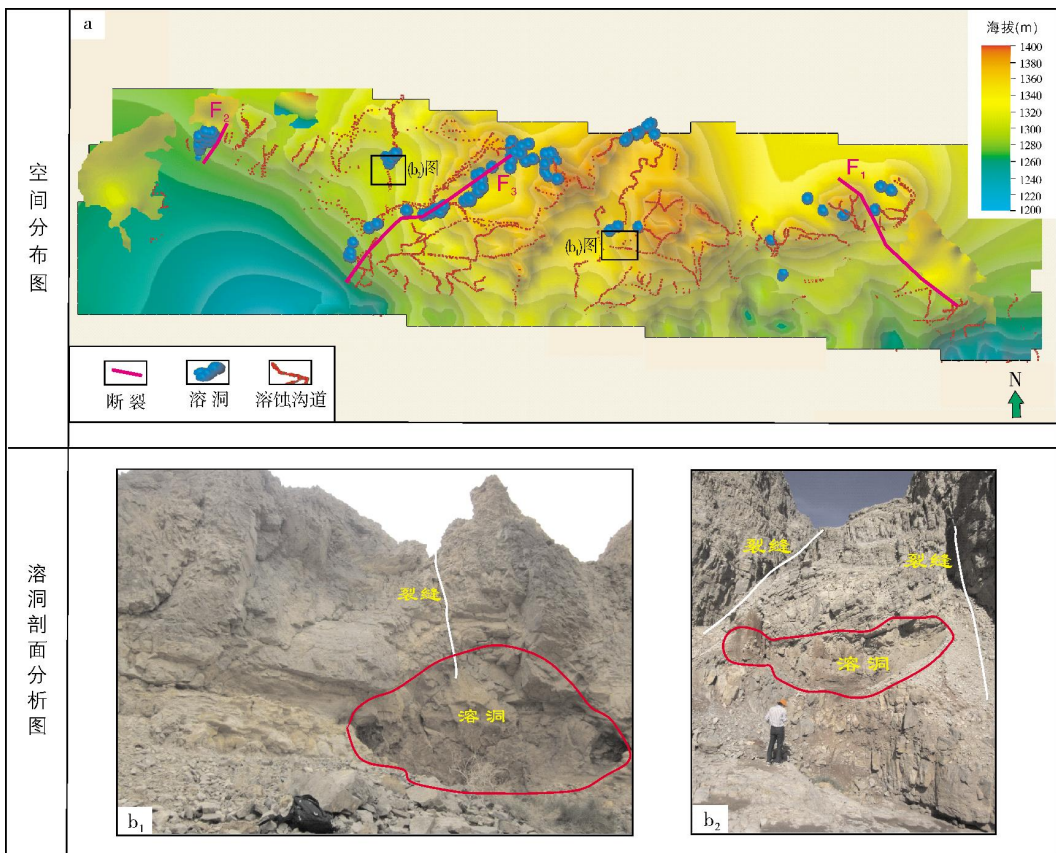 空间分布图
a
海拔(m)
1400
1360
1340
1320
1300
1280
1260
1240
1220
1200
F₂
(b₂)图
F₃
F₁
(b₁)图
断裂
溶洞
溶蚀沟道
N
溶洞剖面分析图
裂缝
溶洞
b₁
裂缝
裂缝
溶洞
b₂